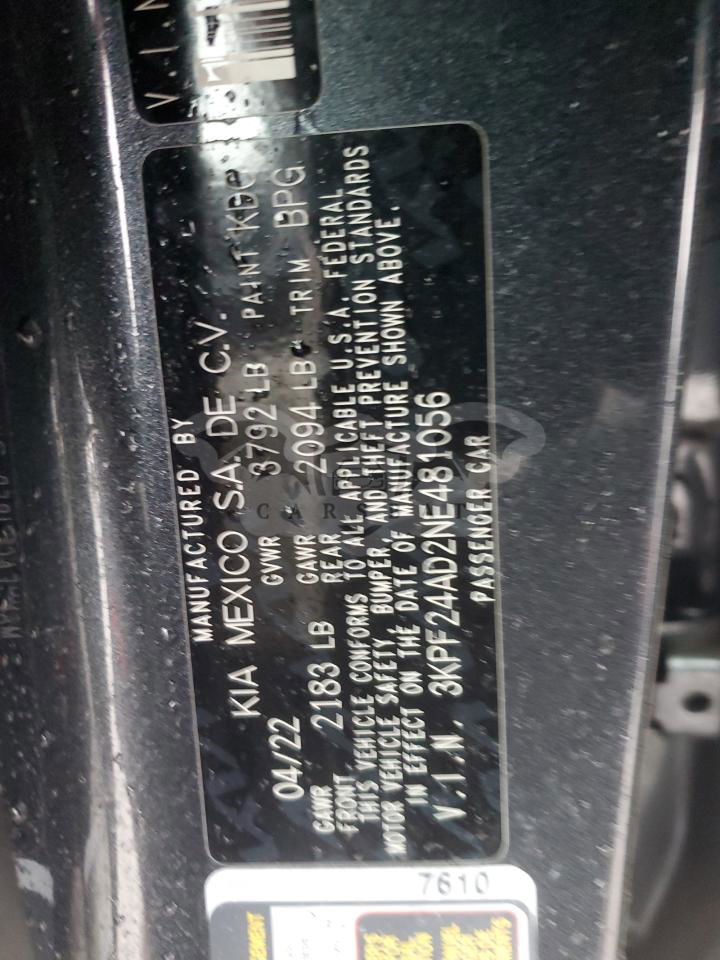 V.I.N
MANUFACTURED BY
KIA MEXICO S.A. DE C.V.
04/22 GVWR 3792 LB PAINT
GAWR FRONT 2183 LB GAWR REAR 2094 LB TRIM BPG
THIS VEHICLE CONFORMS TO ALL APPLICABLE U.S.A. FEDERAL
MOTOR VEHICLE SAFETY, BUMPER, AND THEFT PREVENTION STANDARDS
IN EFFECT ON THE DATE OF MANUFACTURE SHOWN ABOVE.
V.I.N. 3KPF24AD2NE481056
PASSENGER CAR
7610